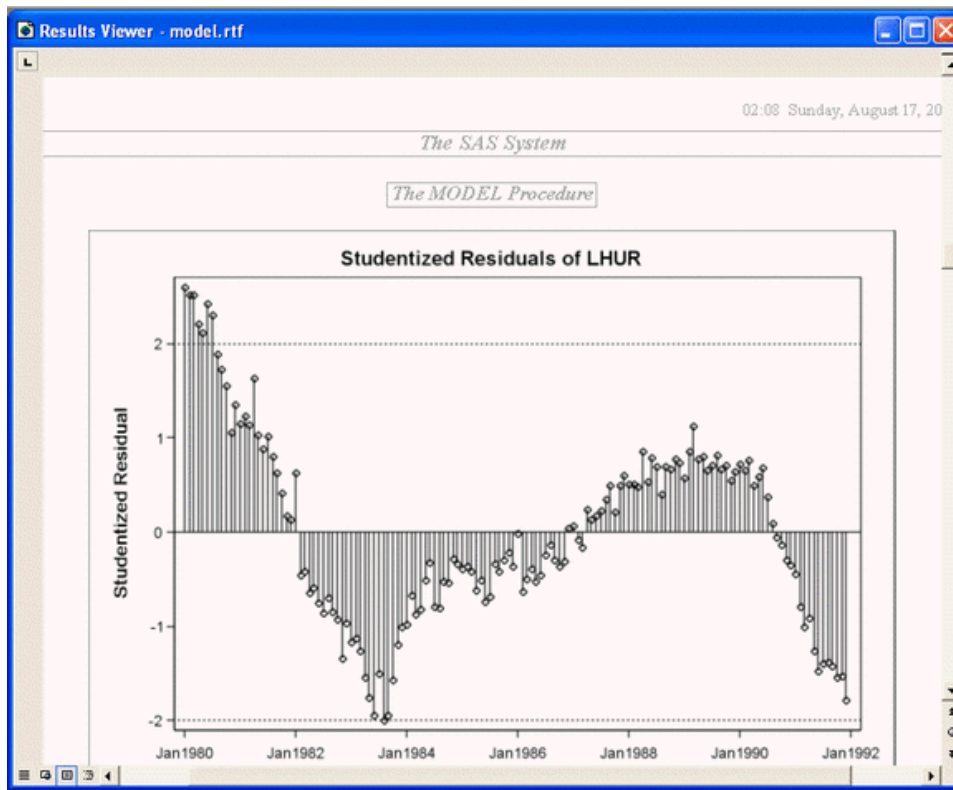 Results Viewer - model.rtf
L
02:08 Sunday, August 17, 20
The SAS System
The MODEL Procedure
Studentized Residuals of LHUR
Studentized Residual
2
1
0
-1
-2
Jan1980 Jan1982 Jan1984 Jan1986 Jan1988 Jan1990 Jan1992